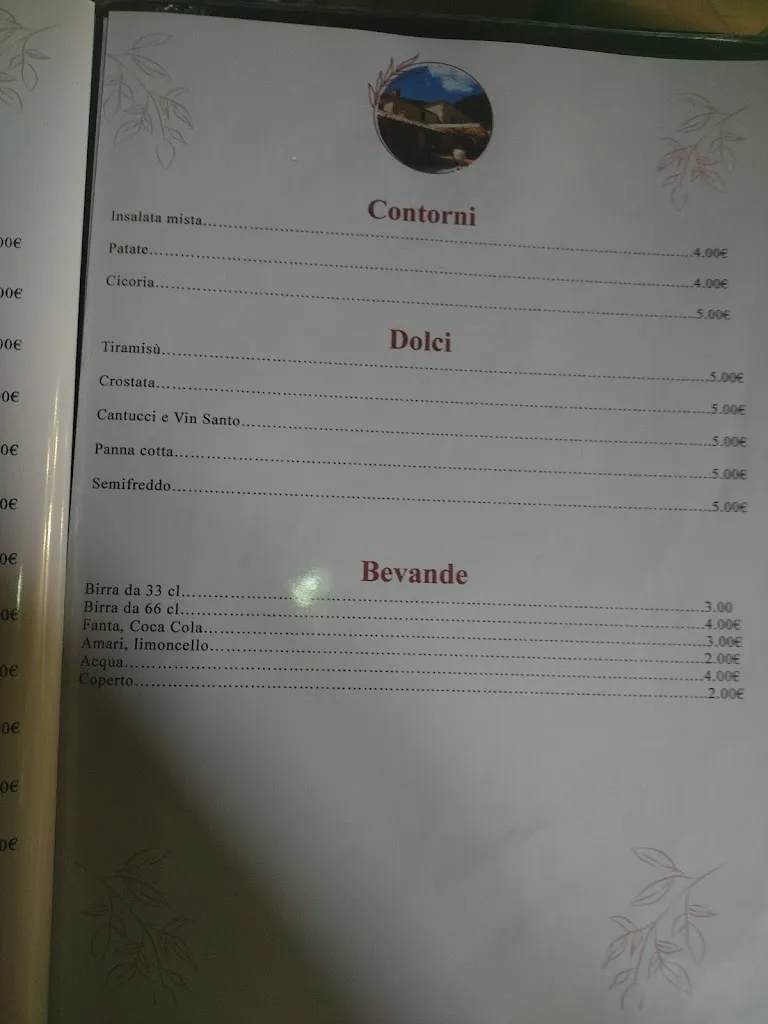 Contorni
Insalata mista....................4.00€
Patate....................4.00€
Cicoria....................5.00€
Dolci
Tiramisù....................5.00€
Crostata....................5.00€
Cantucci e Vin Santo....................5.00€
Panna cotta....................5.00€
Semifreddo....................5.00€
Bevande
Birra da 33 cl....................3.00
Birra da 66 cl....................4.00€
Fanta, Coca Cola....................3.00€
Amari, limoncello....................2.00€
Acqua....................4.00€
Coperto....................2.00€